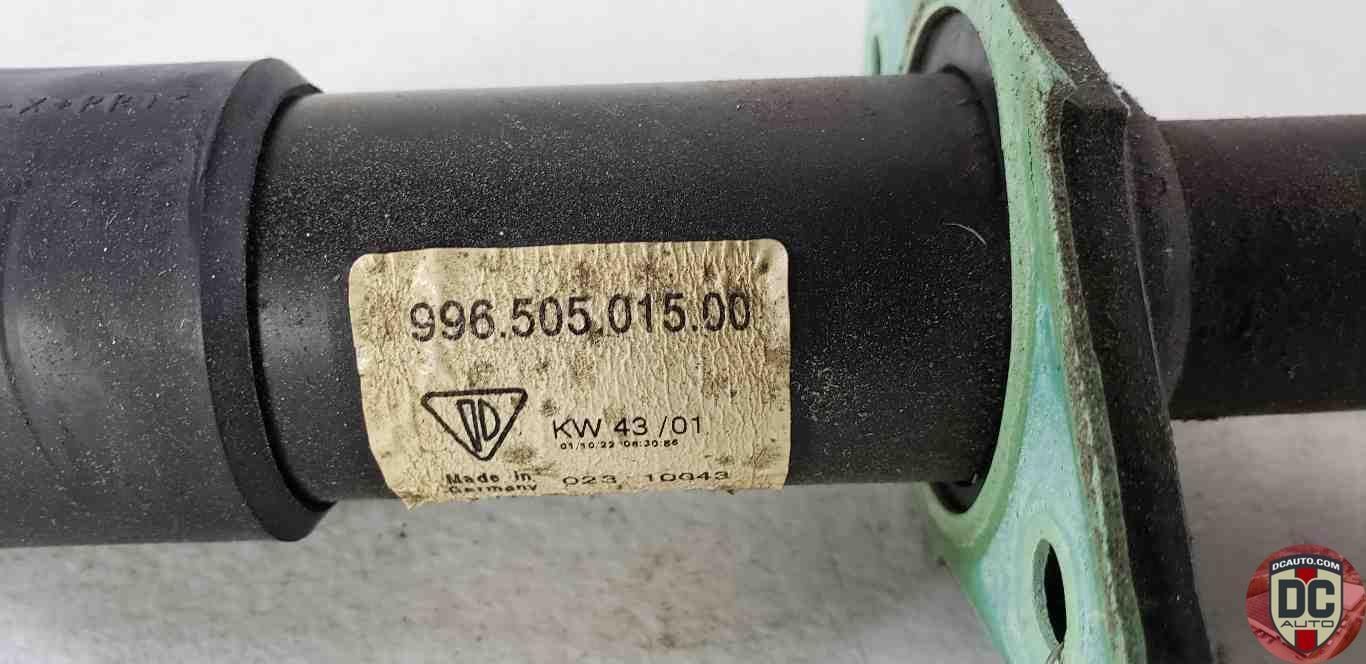 996.505.015.00
KW 43/01
01/10/22 06:30:56
Made in
Germany
023 10643
DCAUTO.COM
DC
AUTO